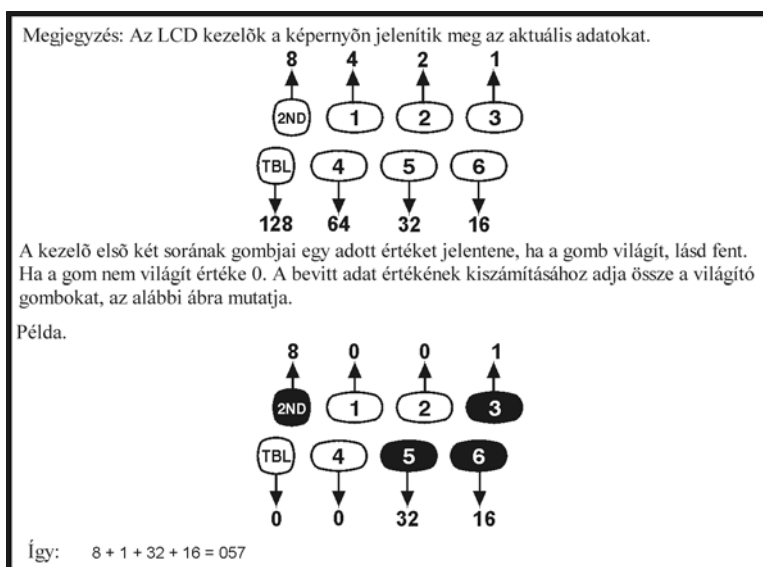 Megjegyzés: Az LCD kezelõk a képernyõn jelenítik meg az aktuális adatokat.
8 4 2 1
2ND 1 2 3
TBL 4 5 6
128 64 32 16
A kezelõ elsõ két sorának gombjai egy adott értéket jelentene, ha a gomb világít, lásd fent.
Ha a gom nem világít értéke 0. A bevitt adat értékének kiszámításához adja össze a világító
gombokat, az alábbi ábra mutatja.
Példa.
8 0 0 1
2ND 1 2 3
TBL 4 5 6
0 0 32 16
Így: 8 + 1 + 32 + 16 = 057